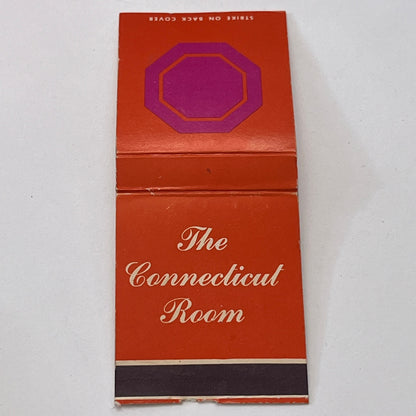 STRIKE ON BACK COVER
The
Connecticut
Room